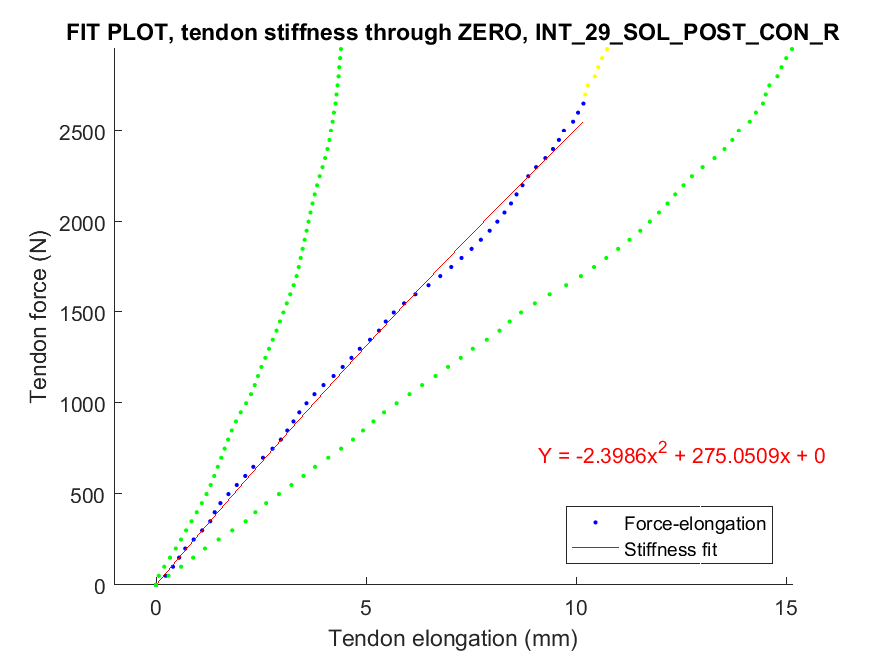 FIT PLOT, tendon stiffness through ZERO, INT_29_SOL_POST_CON_R
Tendon force (N)
2500
2000
1500
1000
500
0
Y = -2.3986x² + 275.0509x + 0
Force-elongation
Stiffness fit
0 5 10 15
Tendon elongation (mm)